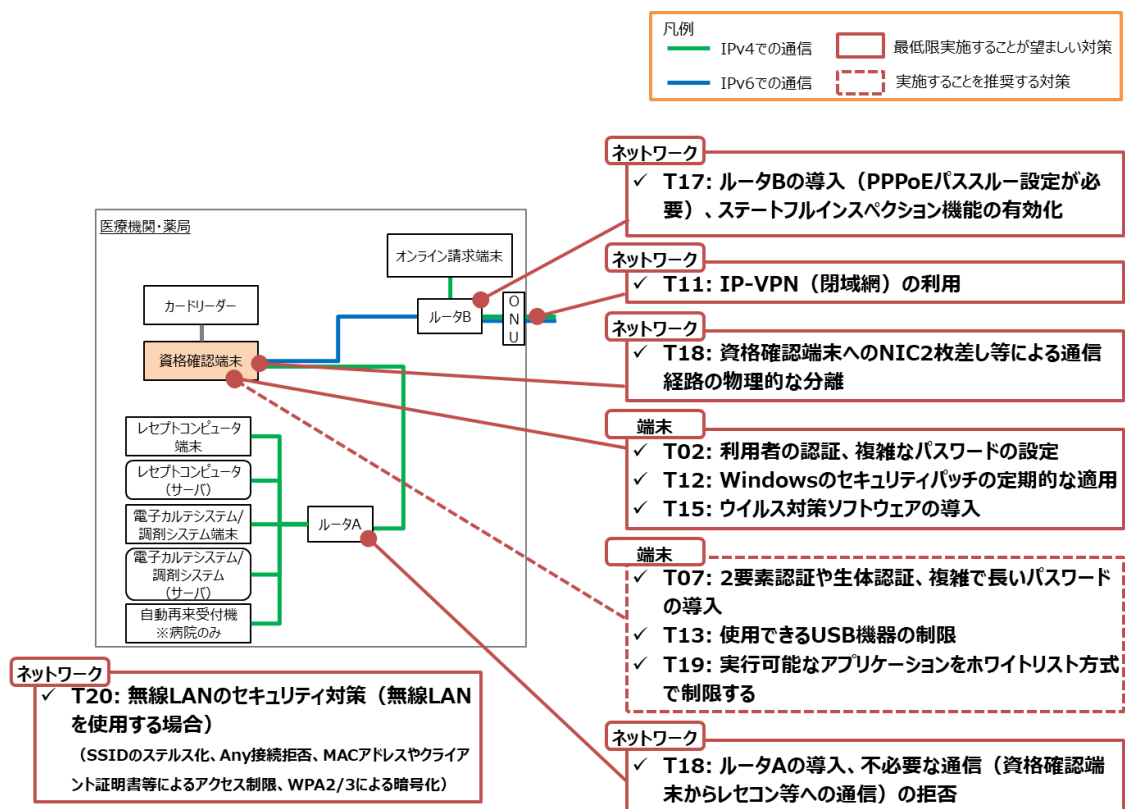 凡例
IPv4での通信
最低限実施することが望ましい対策
IPv6での通信
実施することを推奨する対策
ネットワーク
✓ T17: ルータBの導入（PPPoEパススルー設定が必
要）、ステートフルインスペクション機能の有効化
医療機関・薬局
オンライン請求端末
ネットワーク
✓ T11: IP-VPN（閉域網）の利用
カードリーダー
ルータB
ONU
ネットワーク
✓ T18: 資格確認端末へのNIC2枚差し等による通信
経路の物理的な分離
資格確認端末
端末
✓ T02: 利用者の認証、複雑なパスワードの設定
✓ T12: Windowsのセキュリティパッチの定期的な適用
✓ T15: ウイルス対策ソフトウェアの導入
レセプトコンピュータ
端末
レセプトコンピュータ
(サーバ)
電子カルテシステム/
調剤システム端末
ルータA
電子カルテシステム/
調剤システム
(サーバ)
自動再来受付機
※病院のみ
端末
✓ T07: 2要素認証や生体認証、複雑で長いパスワード
の導入
✓ T13: 使用できるUSB機器の制限
✓ T19: 実行可能なアプリケーションをホワイトリスト方式
で制限する
ネットワーク
✓ T20: 無線LANのセキュリティ対策（無線LAN
を使用する場合）
（SSIDのステルス化、Any接続拒否、MACアドレスやクライア
ント証明書等によるアクセス制限、WPA2/3による暗号化）
ネットワーク
✓ T18: ルータAの導入、不必要な通信（資格確認端
末からレセコン等への通信）の拒否